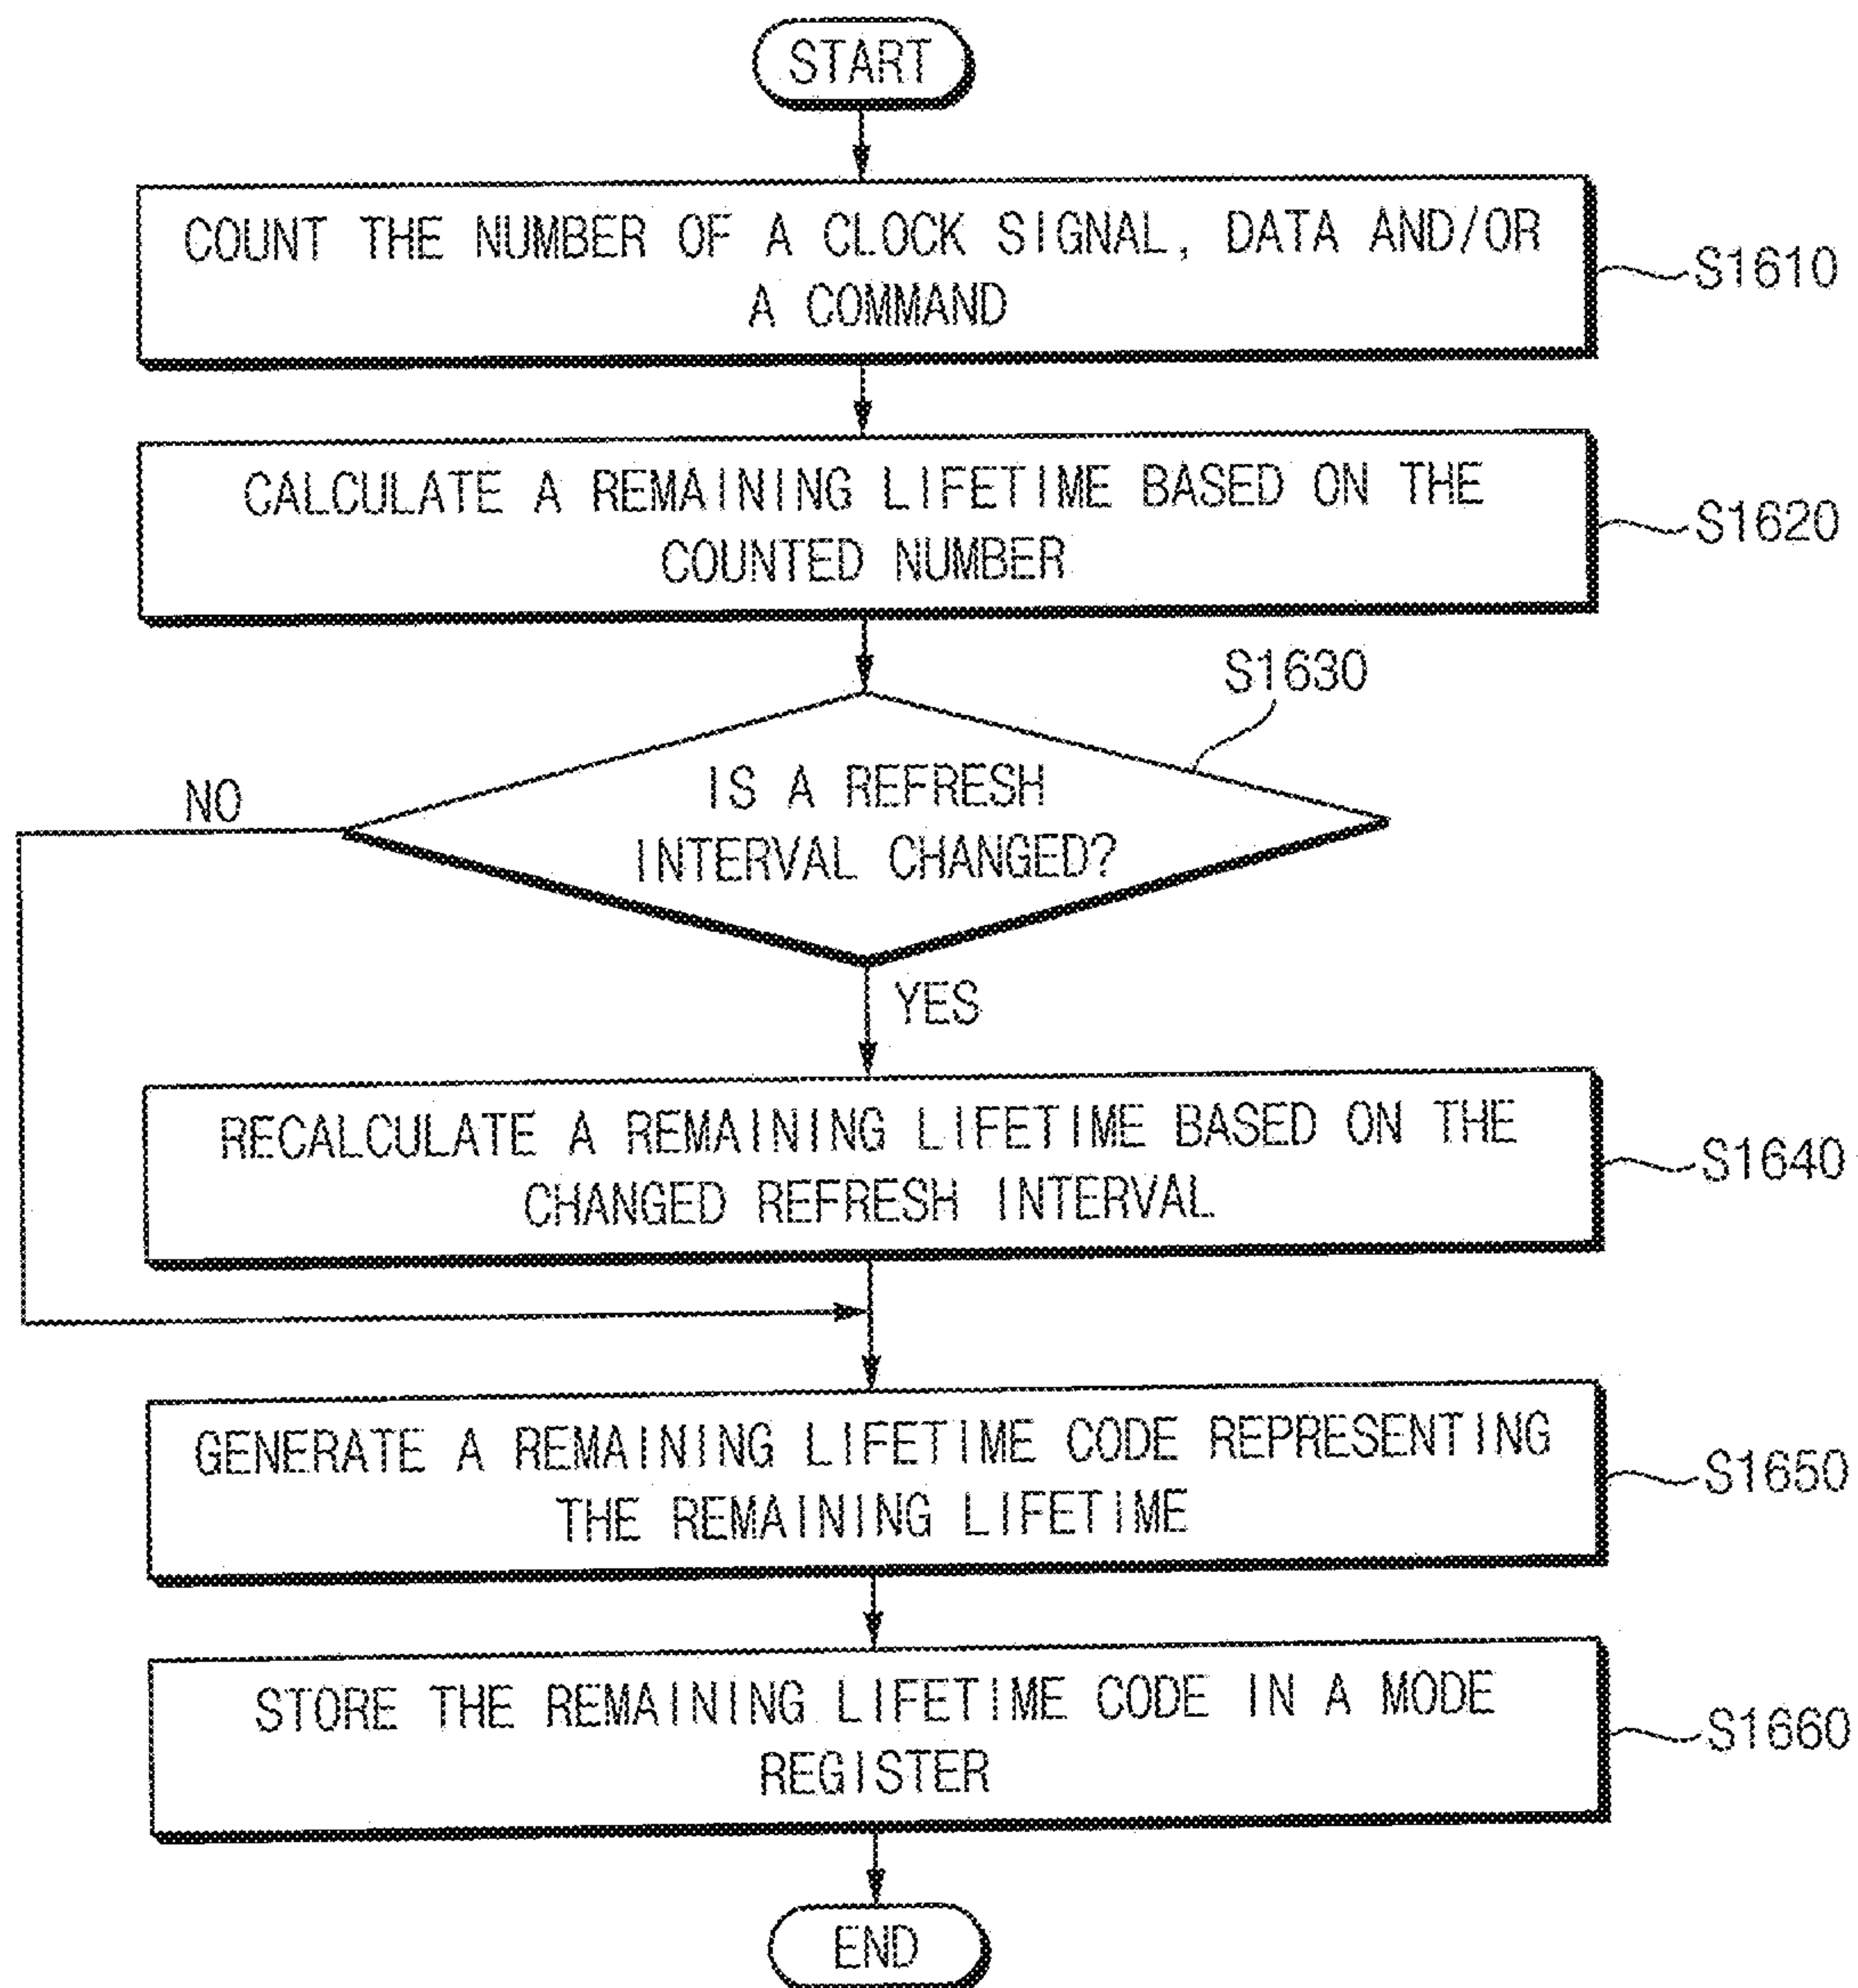 START
COUNT THE NUMBER OF A CLOCK SIGNAL, DATA AND/OR
A COMMAND
S1610
CALCULATE A REMAINING LIFETIME BASED ON THE
COUNTED NUMBER
S1620
S1630
IS A REFRESH
INTERVAL CHANGED?
NO
YES
RECALCULATE A REMAINING LIFETIME BASED ON THE
CHANGED REFRESH INTERVAL
S1640
GENERATE A REMAINING LIFETIME CODE REPRESENTING
THE REMAINING LIFETIME
S1650
STORE THE REMAINING LIFETIME CODE IN A MODE
REGISTER
S1660
END